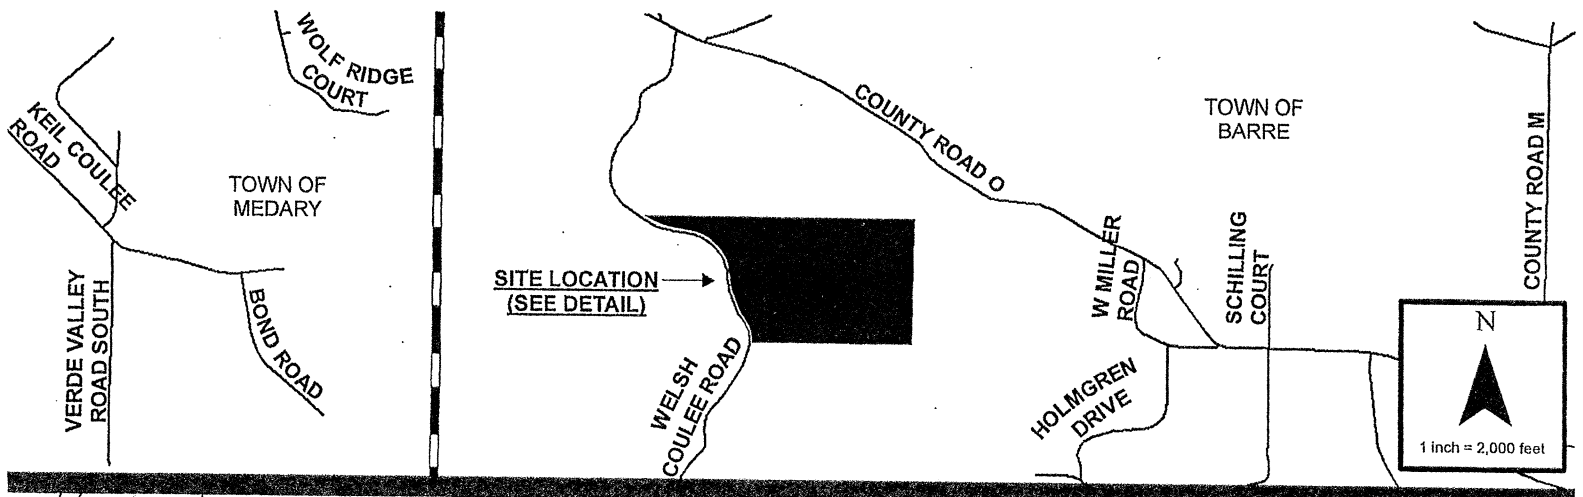 WOLF RIDGE
COURT
KEIL COULEE
ROAD
TOWN OF
MEDARY
VERDE VALLEY
ROAD SOUTH
BOND ROAD
SITE LOCATION
(SEE DETAIL)
WELSH
COULEE ROAD
COUNTY ROAD O
TOWN OF
BARRE
W MILLER
ROAD
SCHILLING
COURT
HOLMGREN
DRIVE
COUNTY ROAD M
N
1 inch = 2,000 feet